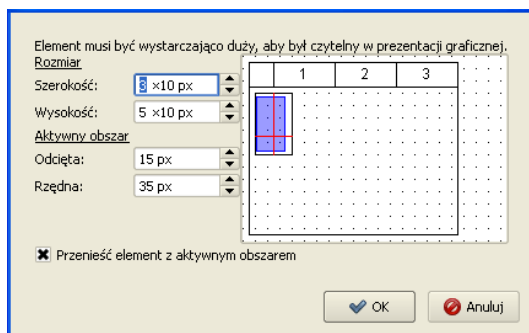 Element musi być wystarczająco duży, aby był czytelny w prezentacji graficznej.
Rozmiar
Szerokość: 3 ×10 px
Wysokość: 5 ×10 px
Aktywny obszar
Odcięta: 15 px
Rzędna: 35 px
1 2 3
Przenieść element z aktywnym obszarem
OK Anuluj